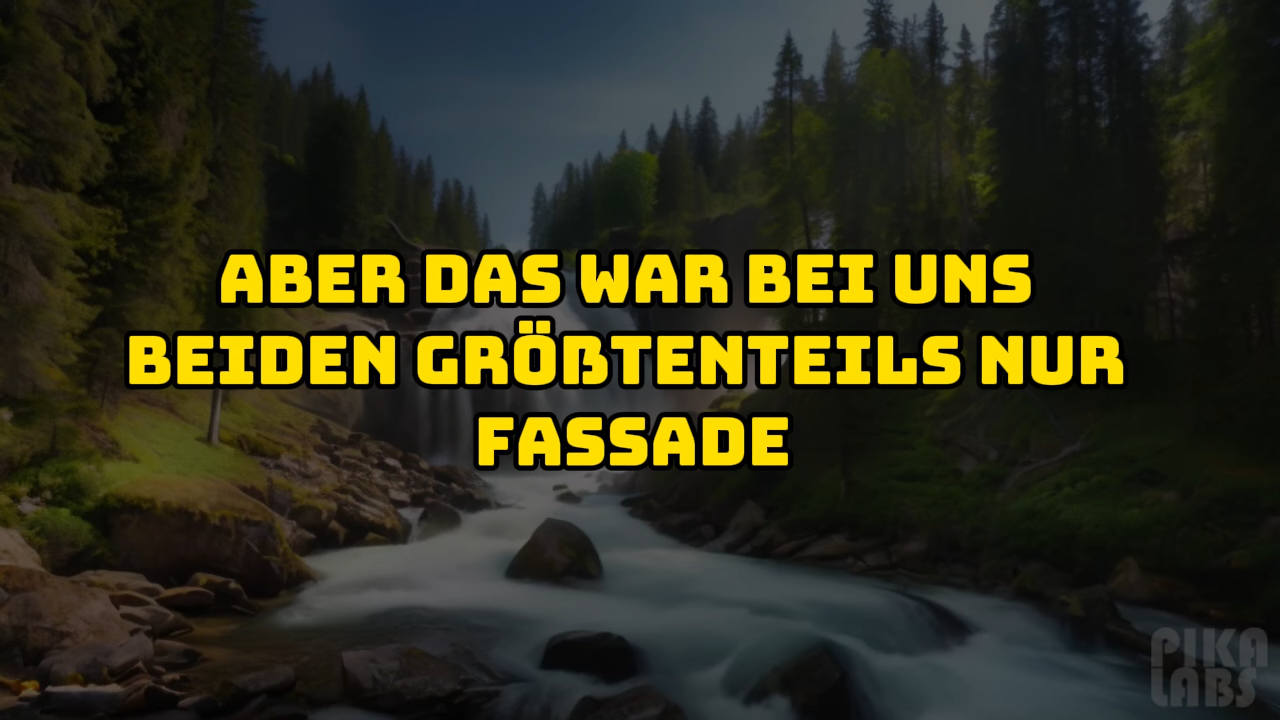 ABER DAS WAR BEI UNS
BEIDEN GRÖßTENTEILS NUR
FASSADE
PIKA
LABS